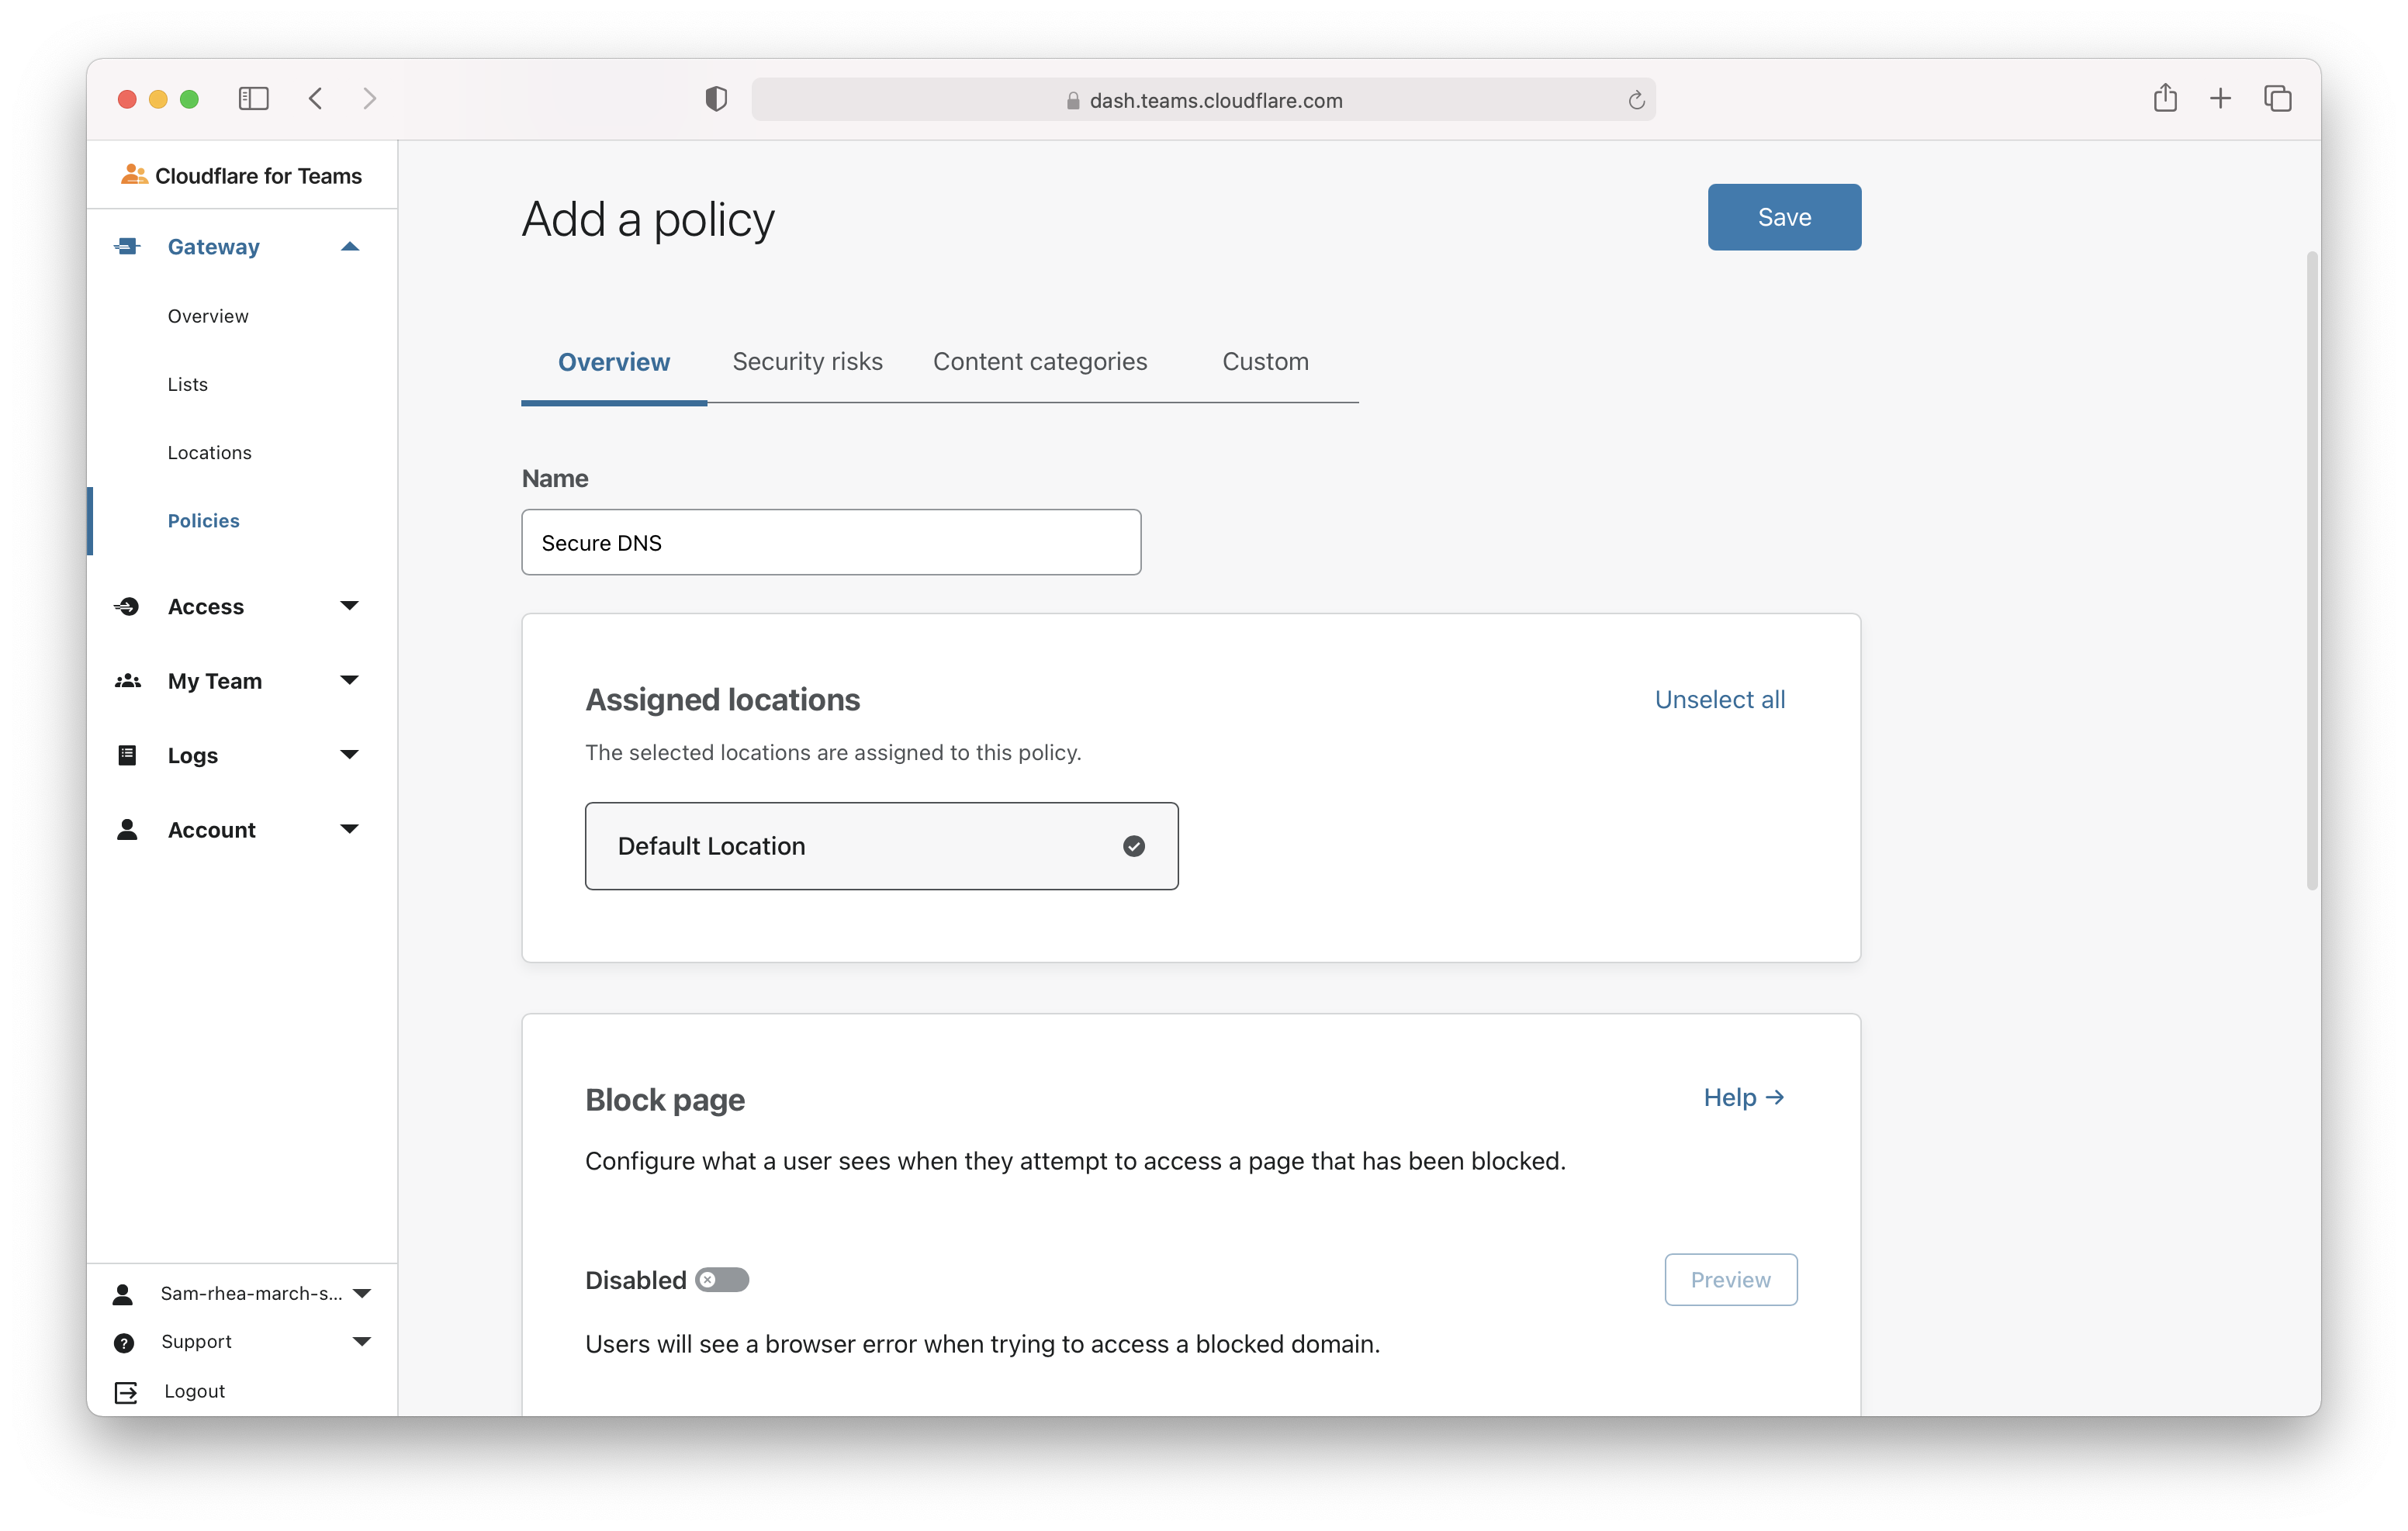 dash.teams.cloudflare.com
Cloudflare for Teams
Gateway
Overview
Lists
Locations
Policies
Access
My Team
Logs
Account
Sam-rhea-march-s...
Support
Logout
Add a policy
Save
Overview Security risks Content categories Custom
Name
Secure DNS
Assigned locations
Unselect all
The selected locations are assigned to this policy.
Default Location
Block page
Help →
Configure what a user sees when they attempt to access a page that has been blocked.
Disabled
Preview
Users will see a browser error when trying to access a blocked domain.